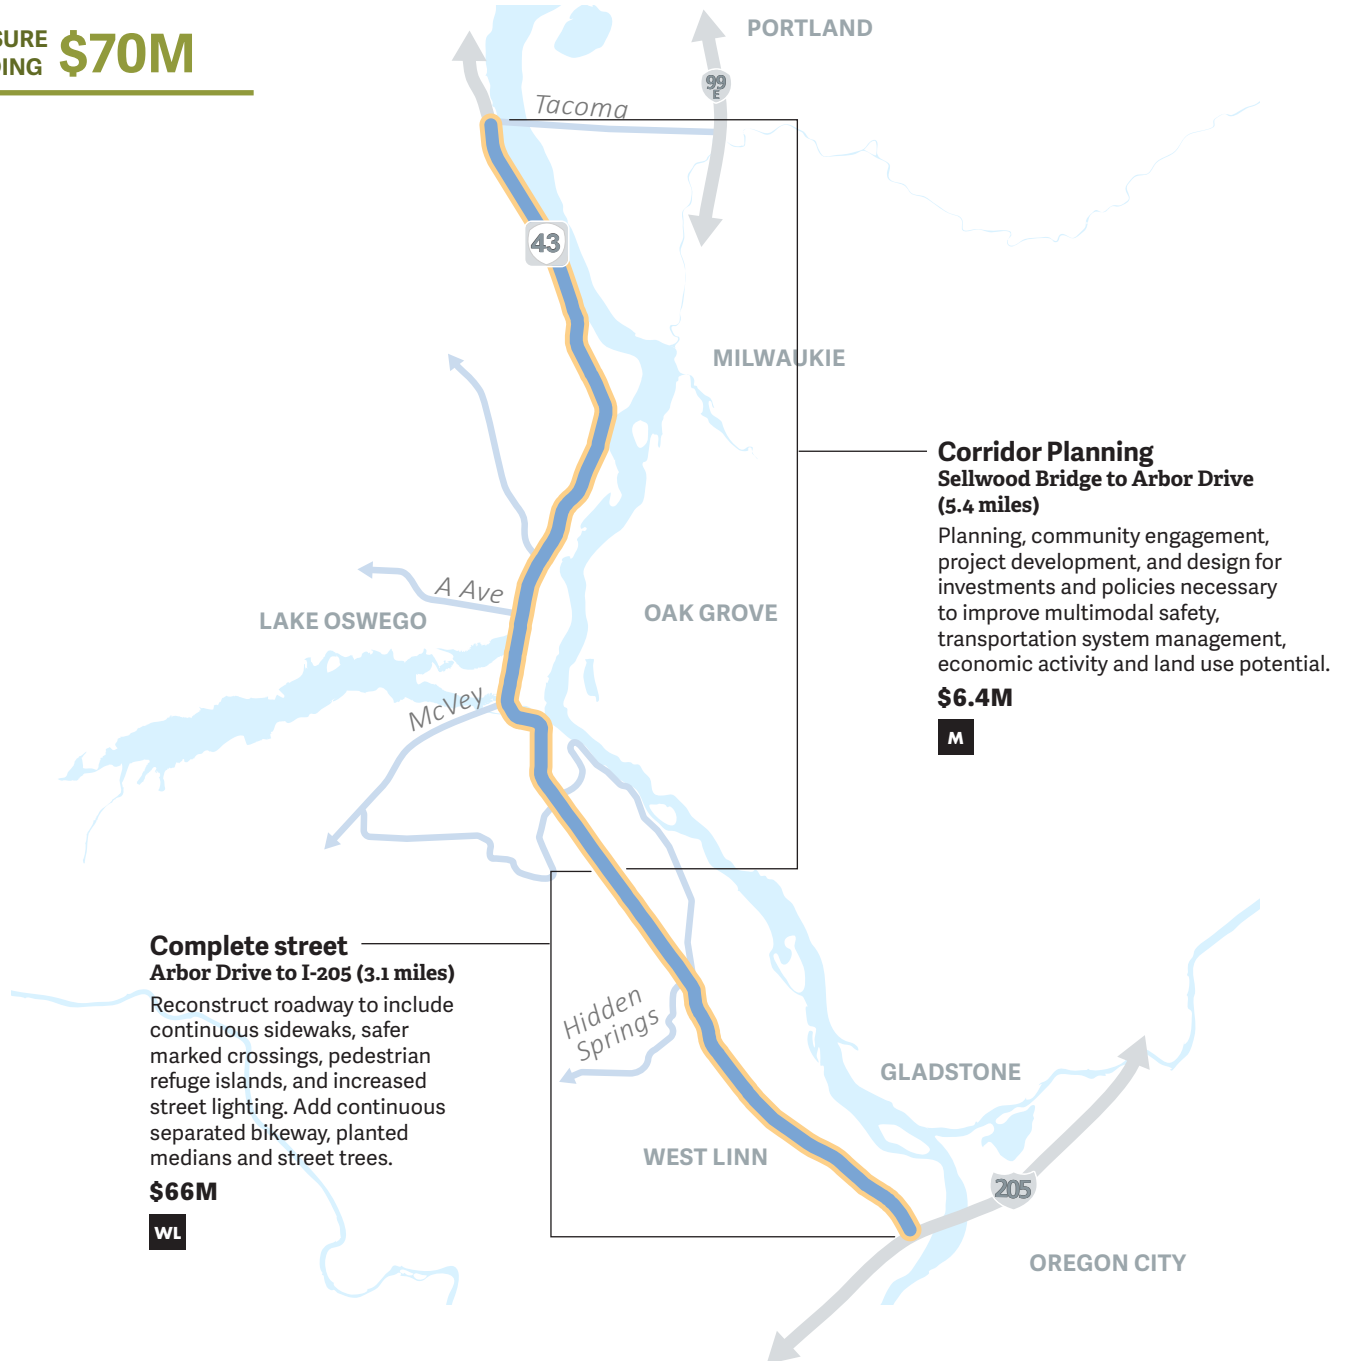 $70M
PORTLAND
99
E
Tacoma
43
MILWAUKIE
Corridor Planning
Sellwood Bridge to Arbor Drive
(5.4 miles)
Planning, community engagement,
project development, and design for
investments and policies necessary
to improve multimodal safety,
transportation system management,
economic activity and land use potential.
$6.4M
M
A Ave
LAKE OSWEGO
OAK GROVE
McVey
Complete street
Arbor Drive to I-205 (3.1 miles)
Reconstruct roadway to include
continuous sidewaks, safer
marked crossings, pedestrian
refuge islands, and increased
street lighting. Add continuous
separated bikeway, planted
medians and street trees.
$66M
WL
Hidden
Springs
GLADSTONE
WEST LINN
205
OREGON CITY